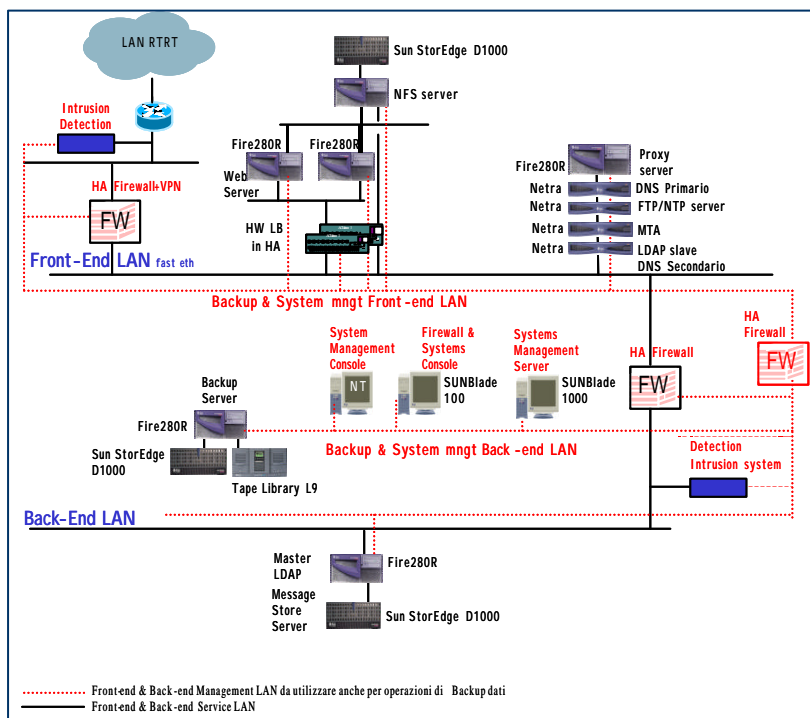 LAN RTRT
Sun StorEdge D1000
NFS server
Intrusion
Detection
Fire280R
Fire280R
Web
Server
HA Firewall+VPN
FW
HW LB
in HA
Fire280R
Proxy
server
Netra
DNS Primario
Netra
FTP/NTP server
Netra
MTA
Netra
LDAP slave
DNS Secondario
Front-End LAN fast eth
Backup & System mngt Front-end LAN
HA
Firewall
FW
System
Management
Console
NT
Firewall &
Systems
Console
SUNBlade
100
Systems
Management
Server
SUNBlade
1000
HA Firewall
FW
Backup
Server
Fire280R
Sun StorEdge
D1000
Tape Library L9
Backup & System mngt Back-end LAN
Detection
Intrusion system
Back-End LAN
Master
LDAP
Fire280R
Message
Store
Server
Sun StorEdge D1000
Front-end & Back-end Management LAN da utilizzare anche per operazioni di Backup dati
Front-end & Back-end Service LAN